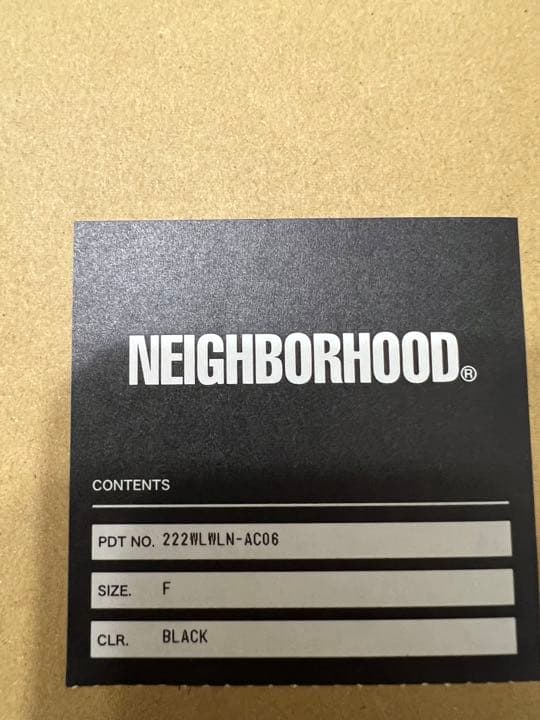 NEIGHBORHOOD®
CONTENTS
PDT NO. 222WLWLN-AC06
SIZE. F
CLR. BLACK